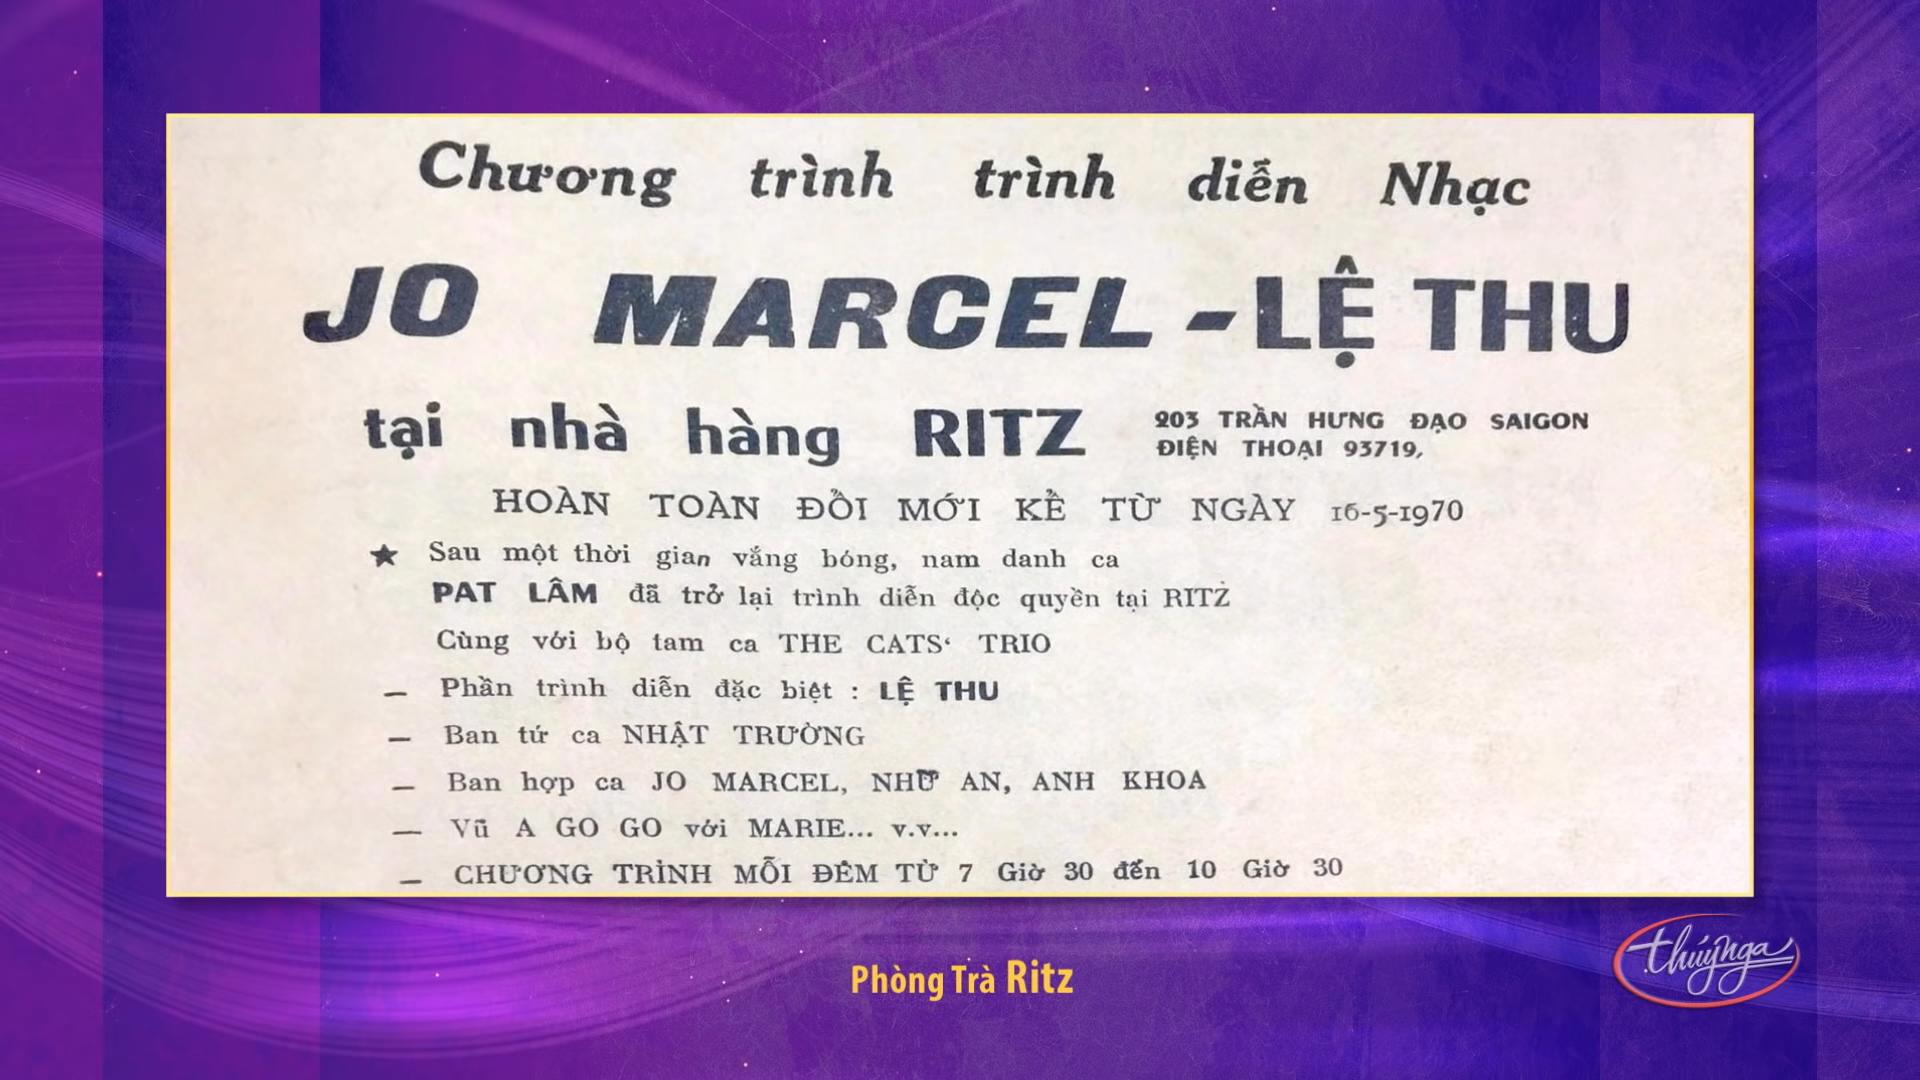 Chương trình trình diễn Nhạc
JO MARCEL - LỆ THU
tại nhà hàng RITZ
203 TRẦN HƯNG ĐẠO SAIGON
ĐIỆN THOẠI 93719,
HOÀN TOÀN ĐỔI MỚI KỂ TỪ NGÀY 16-5-1970
★ Sau một thời gian vắng bóng, nam danh ca
PAT LÂM đã trở lại trình diễn độc quyền tại RITZ
Cùng với bộ tam ca THE CATS‘ TRIO
— Phần trình diễn đặc biệt : LỆ THU
— Ban tứ ca NHẬT TRƯỜNG
— Ban hợp ca JO MARCEL, NHƯ AN, ANH KHOA
— Vũ A GO GO với MARIE... v.v...
— CHƯƠNG TRÌNH MỖI ĐÊM TỪ 7 Giờ 30 đến 10 Giờ 30
Phòng Trà Ritz
thúy nga